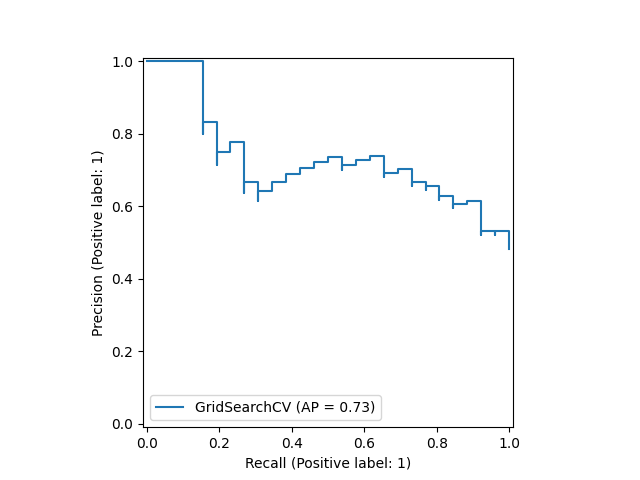 1.0
0.8
0.6
0.4
0.2
0.0
Precision (Positive label: 1)
GridSearchCV (AP = 0.73)
0.0 0.2 0.4 0.6 0.8 1.0
Recall (Positive label: 1)